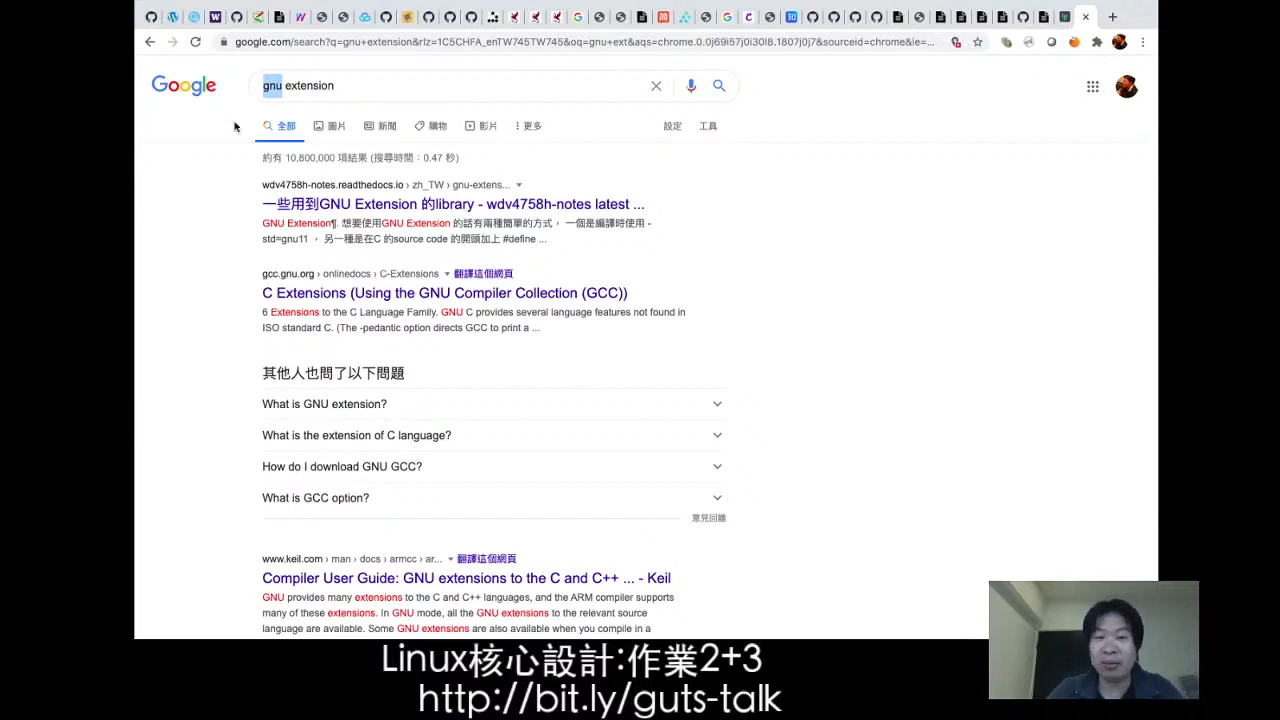 google.com/search?q=gnu+extension&rlz=1C5CHFA_enTW745TW745&oq=gnu+ext&aqs=chrome.0.0j69i57j0i30l8.1807j0j7&sourceid=chrome&ie=...
Google
gnu extension
全部 圖片 新聞 購物 影片 更多 設定 工具
約有 10,800,000 項結果 (搜尋時間：0.47 秒)
wdv4758h-notes.readthedocs.io › zh_TW › gnu-extens...
一些用到GNU Extension 的library - wdv4758h-notes latest ...
GNU Extension¶. 想要使用GNU Extension 的話有兩種簡單的方式， 一個是編譯時使用 -
std=gnu11 ， 另一種是在C 的source code 的開頭加上 #define ...
gcc.gnu.org › onlinedocs › C-Extensions 翻譯這個網頁
C Extensions (Using the GNU Compiler Collection (GCC))
6 Extensions to the C Language Family. GNU C provides several language features not found in
ISO standard C. (The -pedantic option directs GCC to print a ...
其他人也問了以下問題
What is GNU extension?
What is the extension of C language?
How do I download GNU GCC?
What is GCC option?
意見回饋
www.keil.com › man › docs › armcc › ar... 翻譯這個網頁
Compiler User Guide: GNU extensions to the C and C++ ... - Keil
GNU provides many extensions to the C and C++ languages, and the ARM compiler supports
many of these extensions. In GNU mode, all the GNU extensions to the relevant source
language are available. Some GNU extensions are also available when you compile in a
Linux核心設計:作業2+3
http://bit.ly/guts-talk